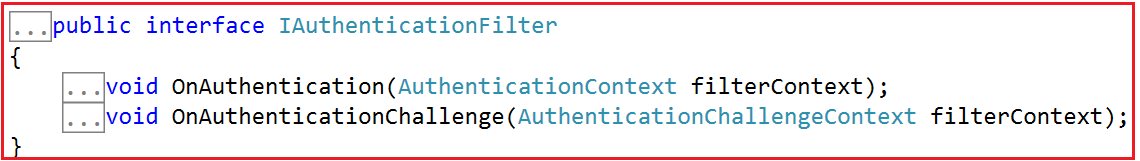 ...public interface IAuthenticationFilter
{
...void OnAuthentication(AuthenticationContext filterContext);
...void OnAuthenticationChallenge(AuthenticationChallengeContext filterContext);
}